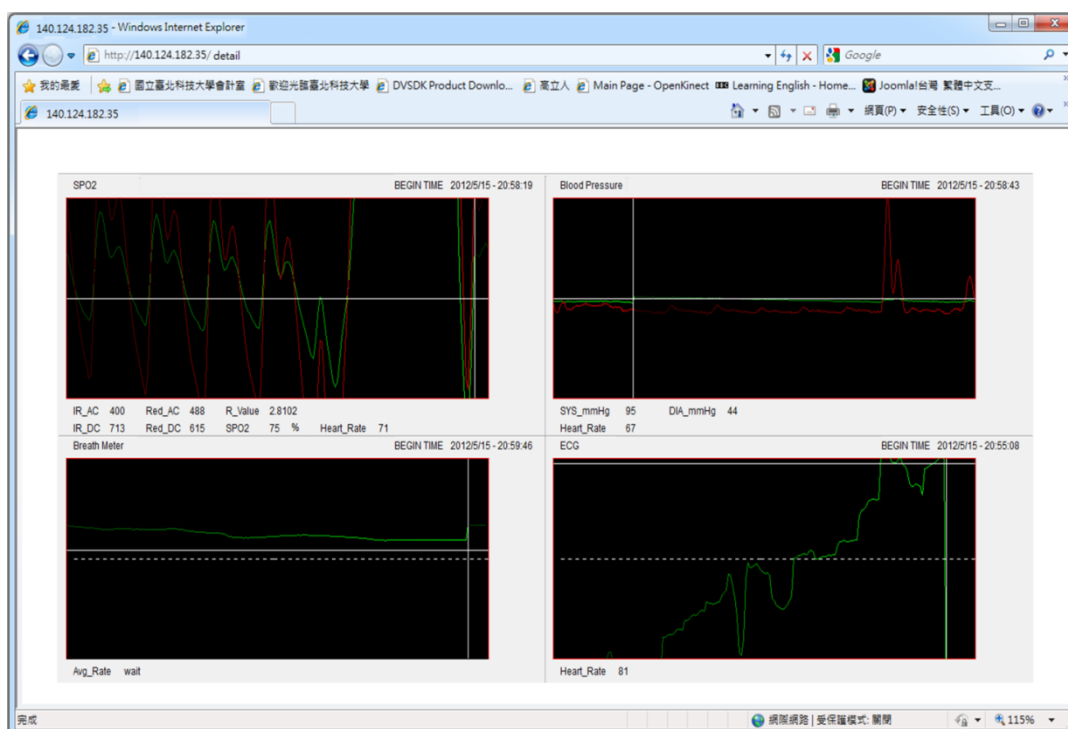 140.124.182.35 - Windows Internet Explorer
http://140.124.182.35/ detail
Google
我的最愛 國立臺北科技大學會計室 歡迎光臨臺北科技大學 DVSDK Product Downlo... 高立人 Main Page - OpenKinect Learning English - Home... Joomla!台灣 繁體中文支...
140.124.182.35
網頁(P) 安全性(S) 工具(O)
SPO2 BEGIN TIME 2012/5/15 - 20:58:19
Blood Pressure BEGIN TIME 2012/5/15 - 20:58:43
IR_AC 400 Red_AC 488 R_Value 2.8102
IR_DC 713 Red_DC 615 SPO2 75 % Heart_Rate 71
SYS_mmHg 95 DIA_mmHg 44
Heart_Rate 67
Breath Meter BEGIN TIME 2012/5/15 - 20:59:46
ECG BEGIN TIME 2012/5/15 - 20:55:08
Avg_Rate wait
Heart_Rate 81
完成
網際網路 | 受保護模式: 關閉
115%